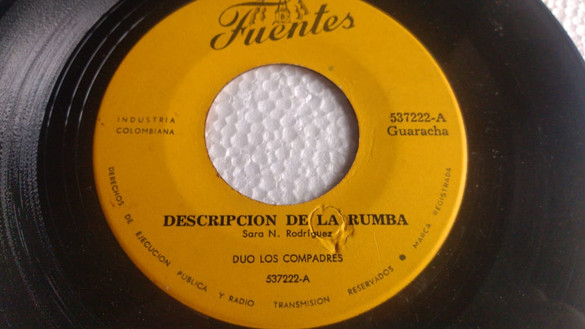 Fuentes
INDUSTRIA
COLOMBIANA
537222-A
Guaracha
DESCRIPCION DE LA RUMBA
Sara N. Rodríguez
DUO LOS COMPADRES
537222-A
DERECHOS DE EJECUCION PUBLICA Y RADIO TRANSMISION RESERVADOS ● MARCA REGISTRADA